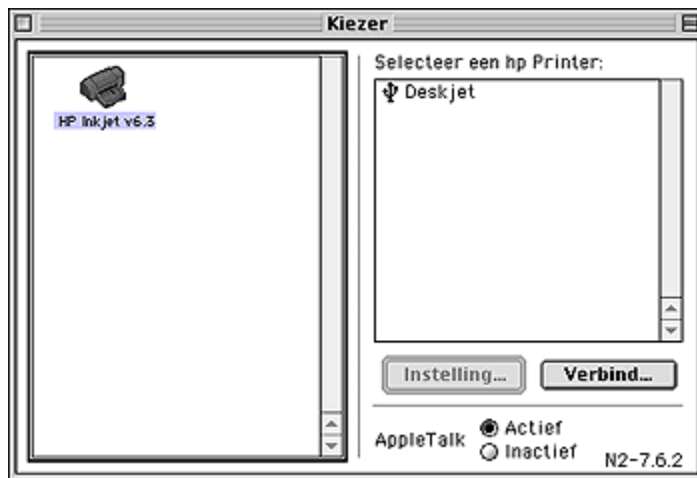 Kiezer
HP Inkjet v6.3
Selecteer een hp Printer:
Deskjet
Instelling...
Verbind...
AppleTalk
Actief
Inactief
N2-7.6.2